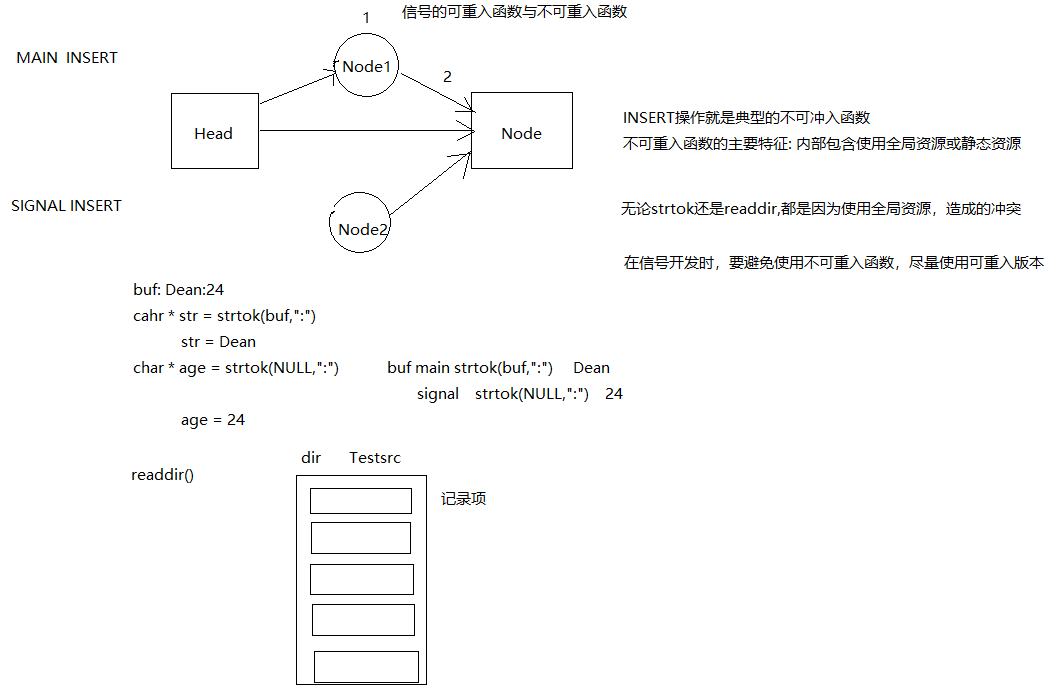 1
信号的可重入函数与不可重入函数
MAIN  INSERT
Node1
2
Head
Node
INSERT操作就是典型的不可冲入函数
不可重入函数的主要特征: 内部包含使用全局资源或静态资源
SIGNAL INSERT
Node2
无论strtok还是readdir,都是因为使用全局资源，造成的冲突
在信号开发时，要避免使用不可重入函数，尽量使用可重入版本
buf: Dean:24
cahr * str = strtok(buf,":")
str = Dean
char * age = strtok(NULL,":")
buf main strtok(buf,":")    Dean
signal   strtok(NULL,":")   24
age = 24
dir      Testsrc
readdir()
记录项